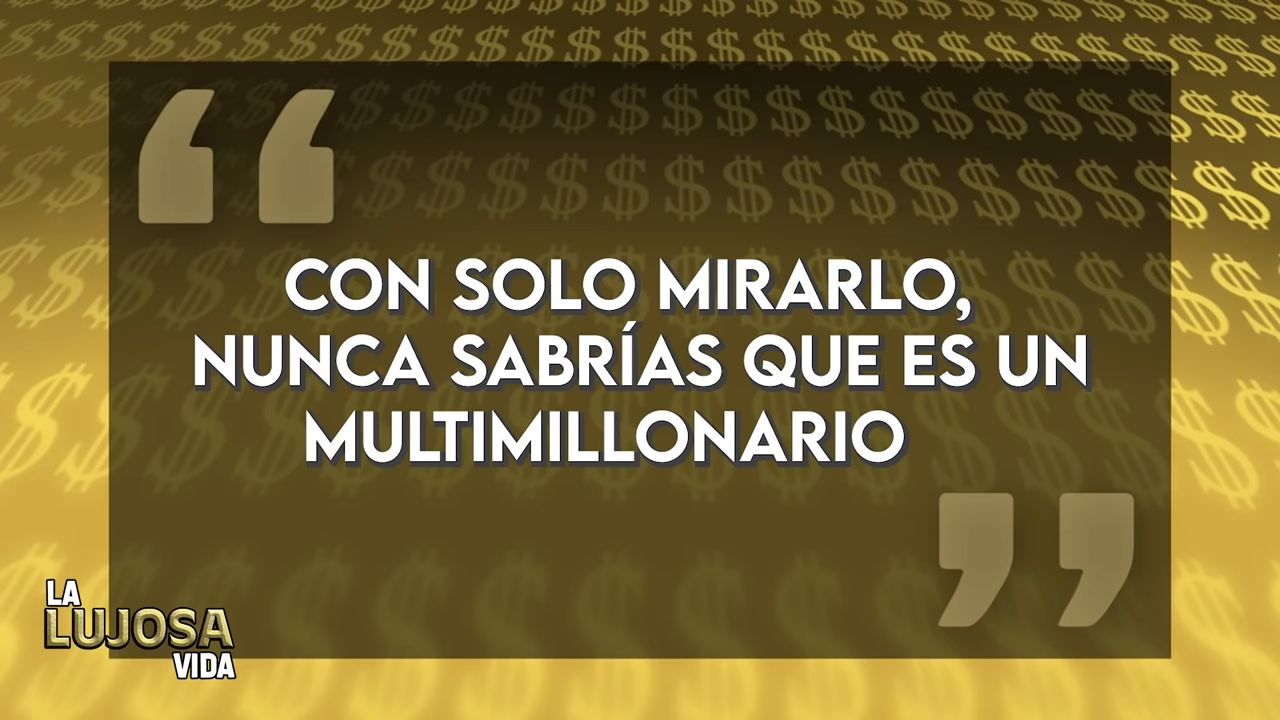 CON SOLO MIRARLO,
NUNCA SABRÍAS QUE ES UN
MULTIMILLONARIO
LA
LUJOSA
VIDA